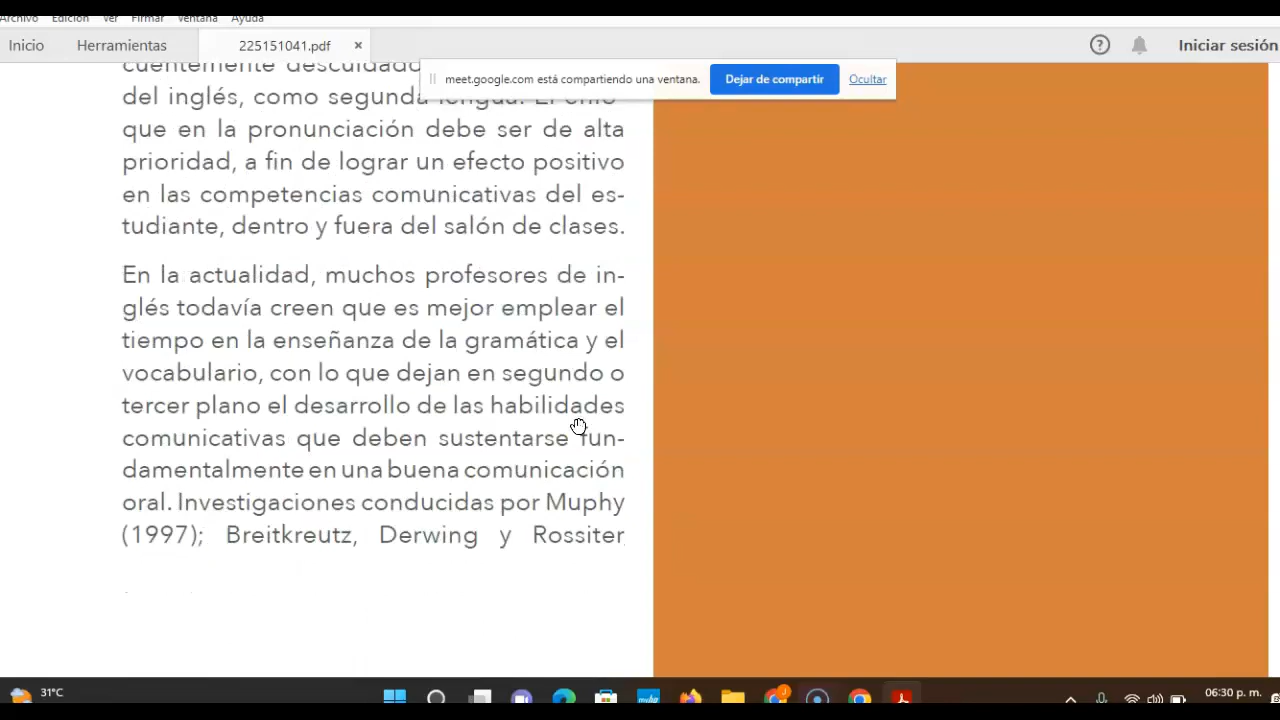 Archivo Edición Ver Firmar Ventana Ayuda
Inicio Herramientas 225151041.pdf × ? Iniciar sesión
meet.google.com está compartiendo una ventana. Dejar de compartir Ocultar
cuentemente descuidado
del inglés, como segunda lengua. El enfo-
que en la pronunciación debe ser de alta
prioridad, a fin de lograr un efecto positivo
en las competencias comunicativas del es-
tudiante, dentro y fuera del salón de clases.
En la actualidad, muchos profesores de in-
glés todavía creen que es mejor emplear el
tiempo en la enseñanza de la gramática y el
vocabulario, con lo que dejan en segundo o
tercer plano el desarrollo de las habilidades
comunicativas que deben sustentarse fun-
damentalmente en una buena comunicación
oral. Investigaciones conducidas por Muphy
(1997); Breitkreutz, Derwing y Rossiter
31°C 06:30 p. m.